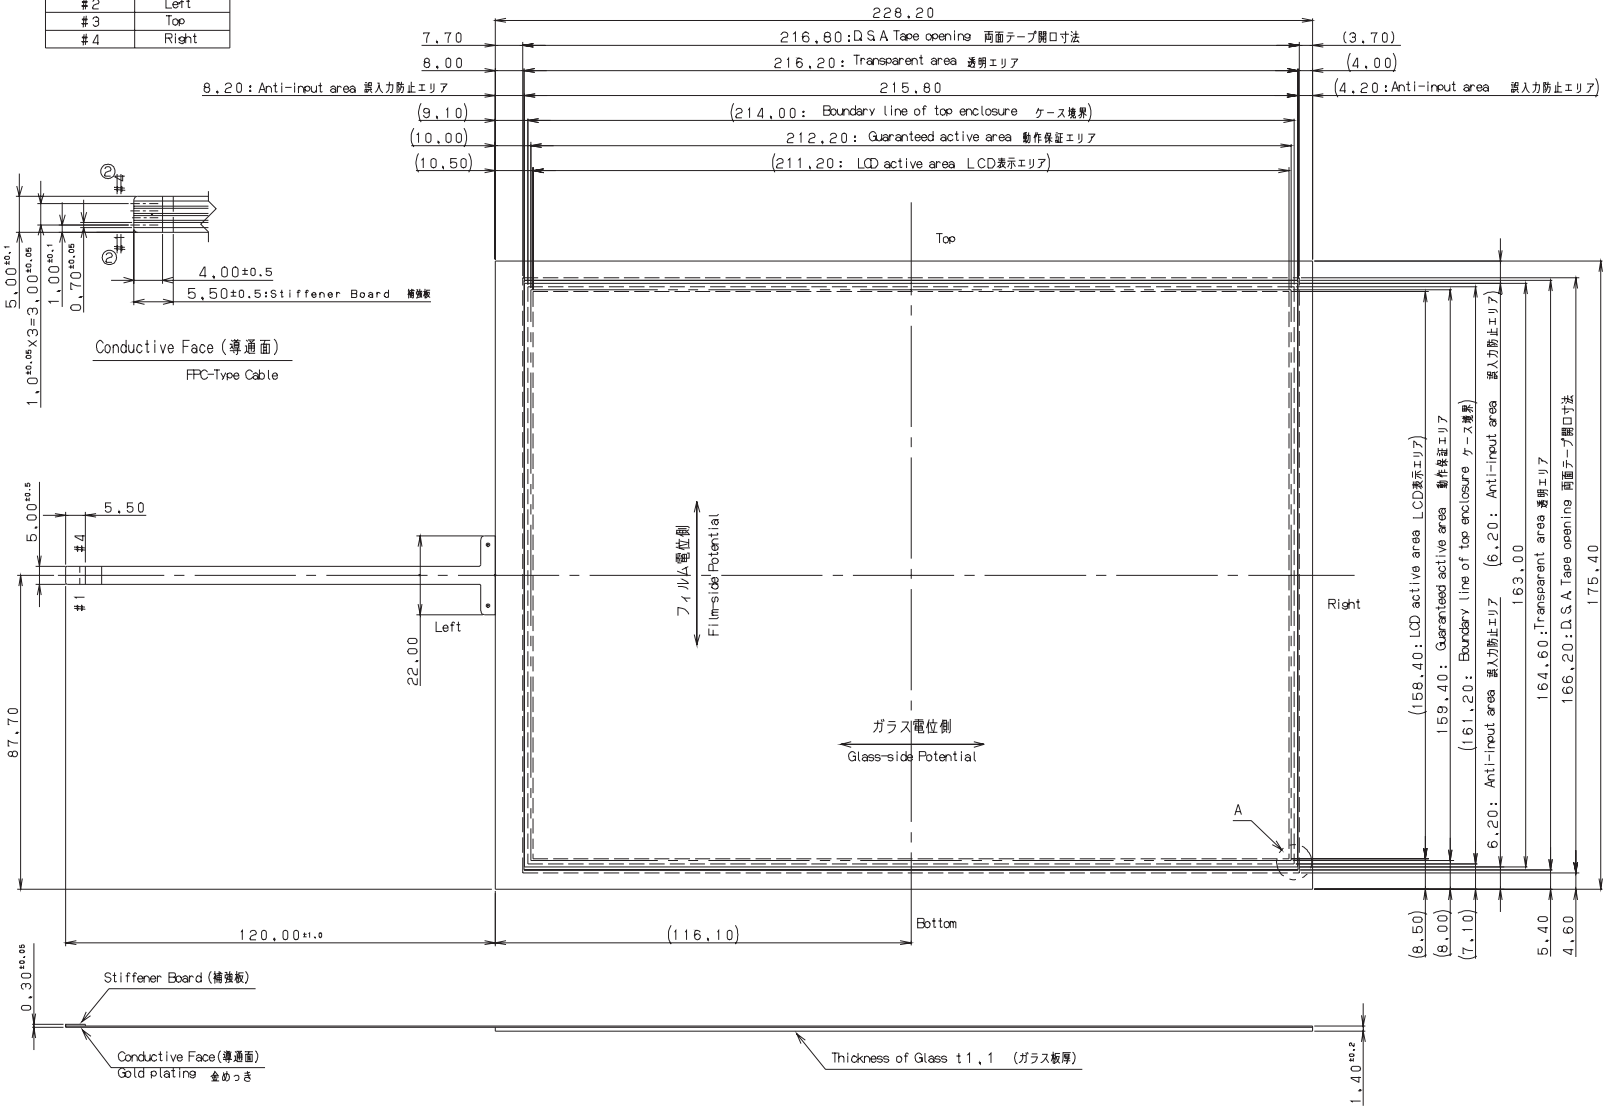 #2 Left
#3 Top
#4 Right
228.20
7.70
216.80:D.S.A Tape opening 両面テープ開口寸法
(3.70)
8.00
216.20: Transparent area 透明エリア
(4.00)
8.20: Anti-input area 誤入力防止エリア
215.80
(4.20:Anti-input area 誤入力防止エリア)
(9.10)
(214.00: Boundary line of top enclosure ケース境界)
(10.00)
212.20: Guaranteed active area 動作保証エリア
(10.50)
(211.20: LCD active area LCD表示エリア)
②
#4
#1
②
5.00±0.1
1.0±0.05X3=3.00±0.05
1.00±0.1
0.70±0.05
4.00±0.5
5.50±0.5:Stiffener Board 補強板
Conductive Face (導通面)
FPC-Type Cable
Top
5.00±0.5
5.50
#4
#1
22.00
Left
87.70
フィルム電位側
Film-side Potential
ガラス電位側
Glass-side Potential
Right
A
Bottom
(158.40: LCD active area LCD表示エリア)
159.40: Guaranteed active area 動作保証エリア
(161.20: Boundary line of top enclosure ケース境界)
6.20: Anti-input area 誤入力防止エリア
(6.20: Anti-input area 誤入力防止エリア)
163.00
164.60:Transparent area 透明エリア
166.20:D.S.A Tape opening 両面テープ開口寸法
175.40
(8.50)
(8.00)
(7.10)
5.40
4.60
120.00±1.0
(116.10)
0.30±0.05
Stiffener Board (補強板)
Conductive Face(導通面)
Gold plating 金めっき
Thickness of Glass t1.1 (ガラス板厚)
1.40±0.2